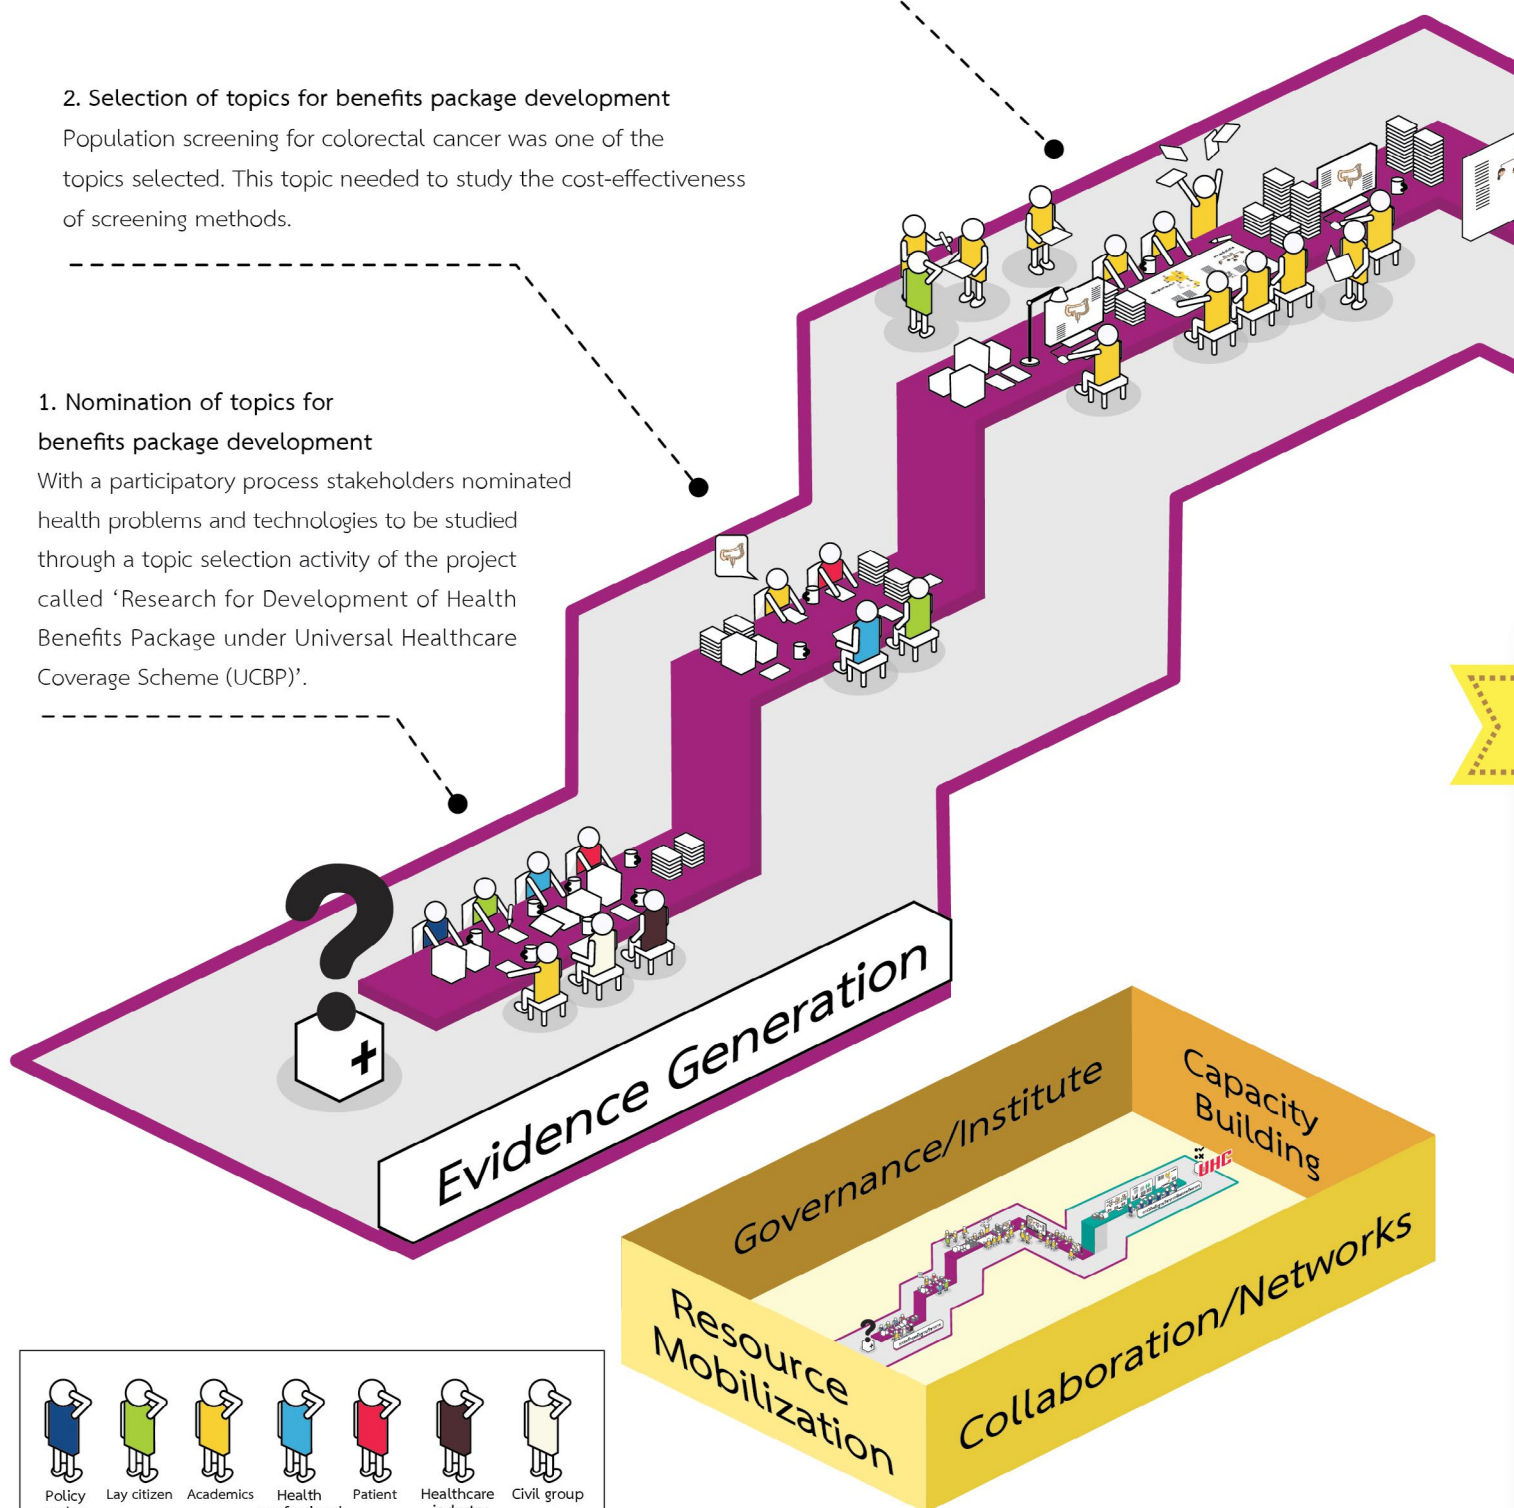 2. Selection of topics for benefits package development
Population screening for colorectal cancer was one of the
topics selected. This topic needed to study the cost-effectiveness
of screening methods.
1. Nomination of topics for
benefits package development
With a participatory process stakeholders nominated
health problems and technologies to be studied
through a topic selection activity of the project
called ‘Research for Development of Health
Benefits Package under Universal Healthcare
Coverage Scheme (UCBP)’.
Evidence Generation
Governance/Institute
Capacity
Building
UHC
Resource
Mobilization
Collaboration/Networks
Policy
Lay citizen
Academics
Health
Patient
Healthcare
Civil group